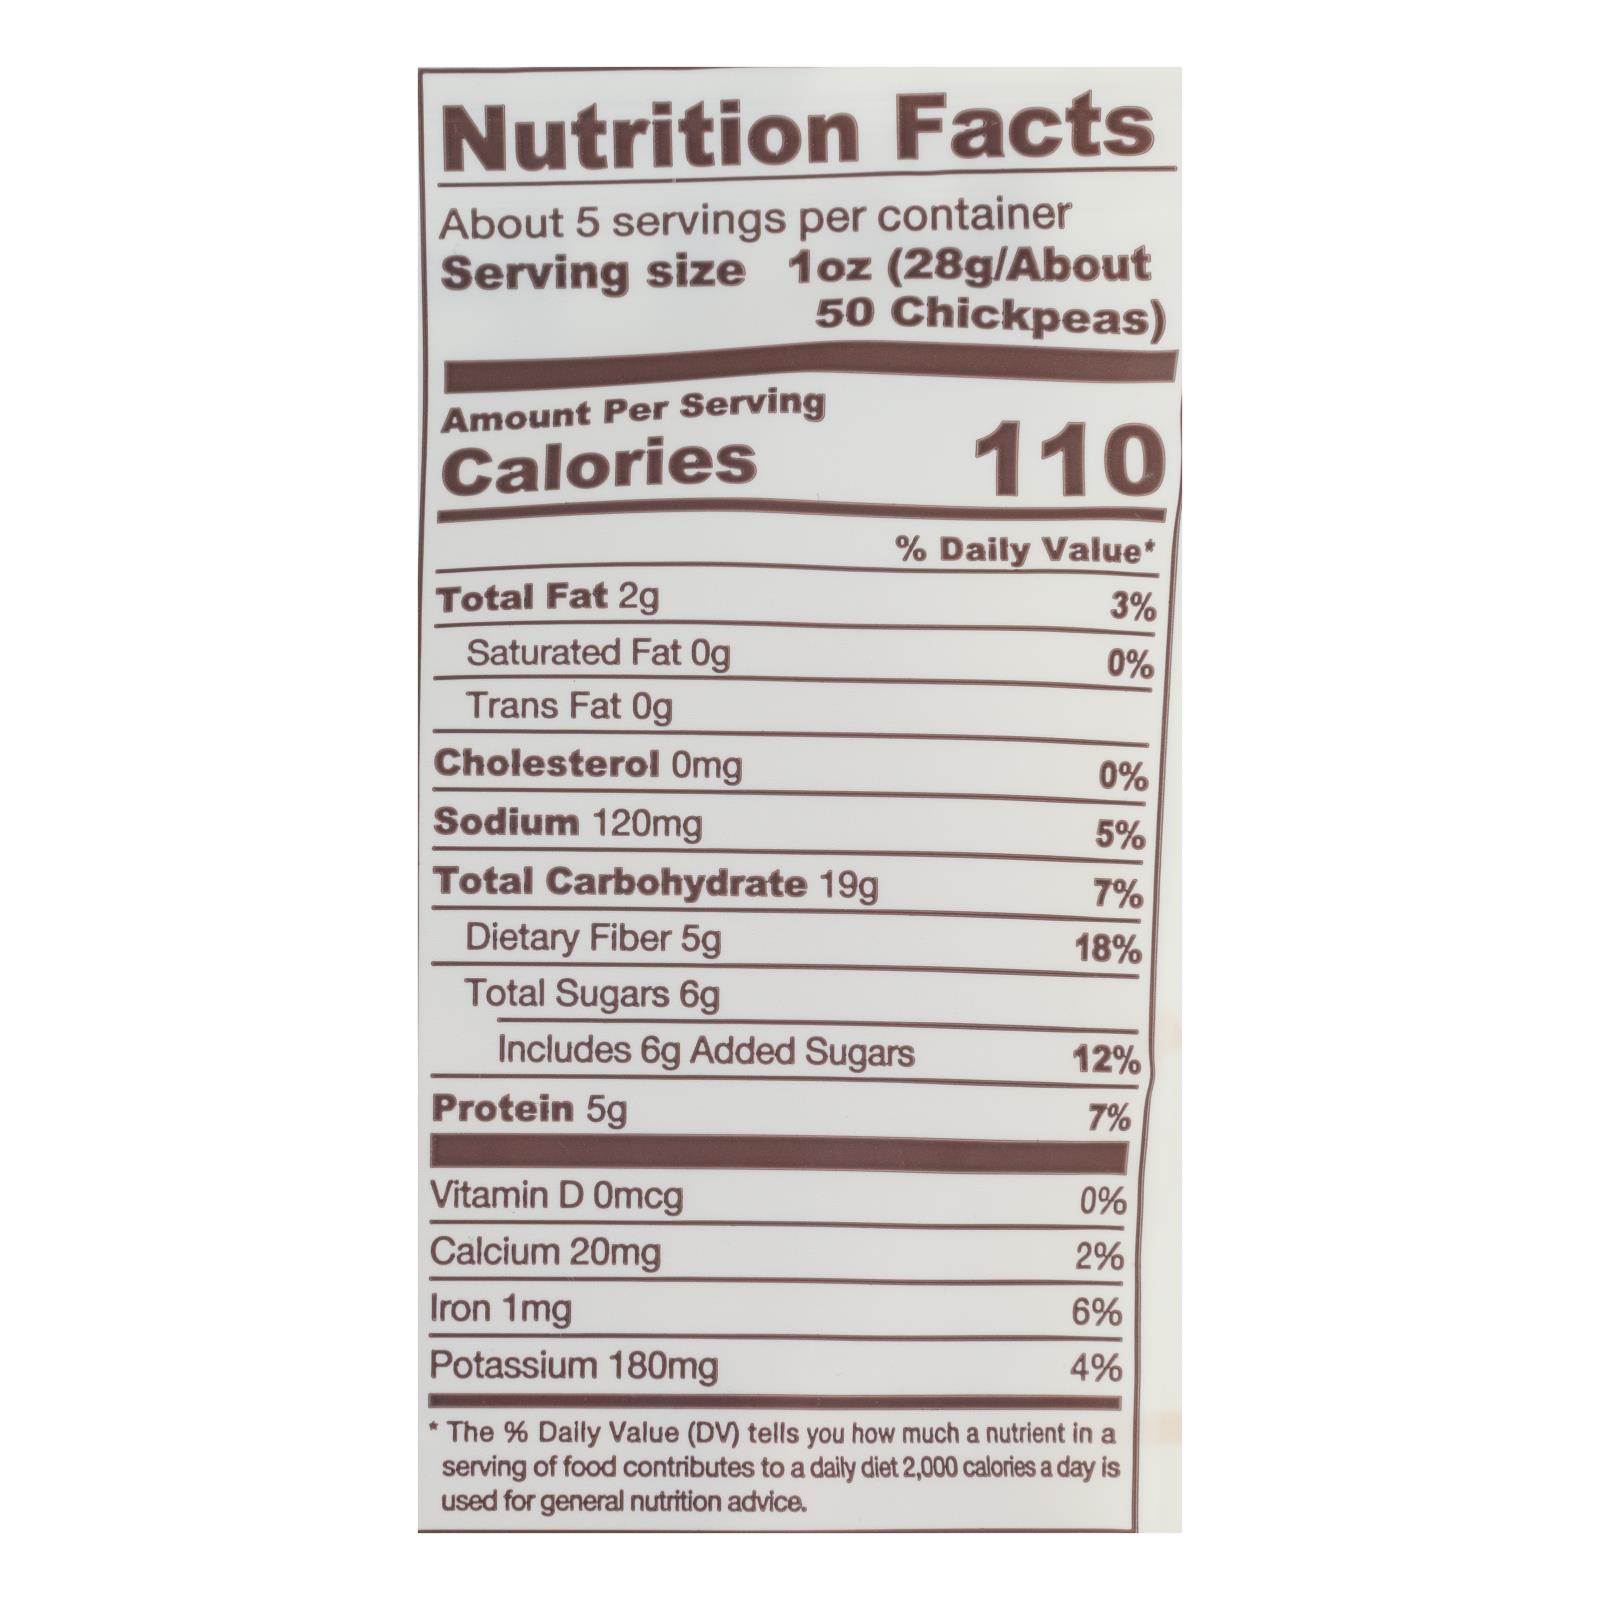 Nutrition Facts
About 5 servings per container
Serving size 1oz (28g/About
50 Chickpeas)
Amount Per Serving
Calories 110
% Daily Value*
Total Fat 2g 3%
Saturated Fat 0g 0%
Trans Fat 0g
Cholesterol 0mg 0%
Sodium 120mg 5%
Total Carbohydrate 19g 7%
Dietary Fiber 5g 18%
Total Sugars 6g
Includes 6g Added Sugars 12%
Protein 5g 7%
Vitamin D 0mcg 0%
Calcium 20mg 2%
Iron 1mg 6%
Potassium 180mg 4%
* The % Daily Value (DV) tells you how much a nutrient in a
serving of food contributes to a daily diet 2,000 calories a day is
used for general nutrition advice.